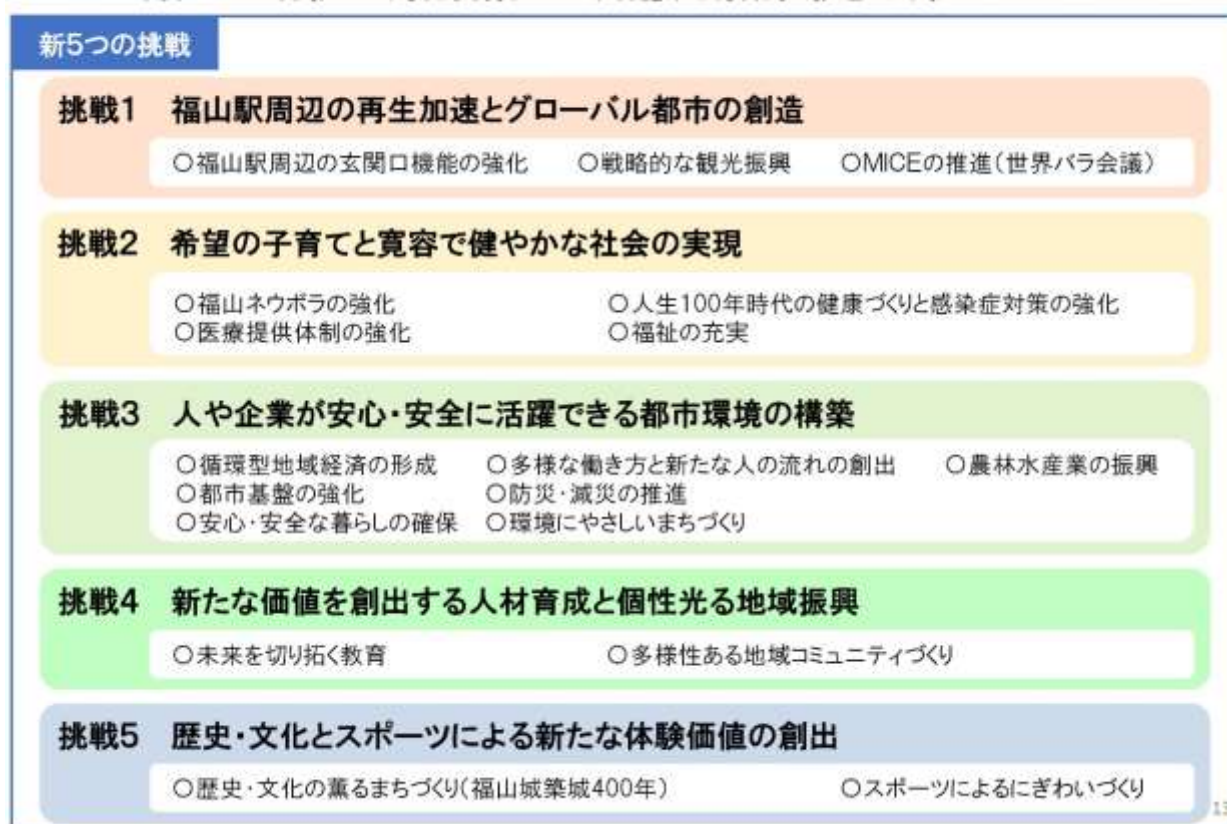 新5つの挑戦
挑戦1 福山駅周辺の再生加速とグローバル都市の創造
○福山駅周辺の玄関口機能の強化 ○戦略的な観光振興 ○MICEの推進(世界バラ会議)
挑戦2 希望の子育てと寛容で健やかな社会の実現
○福山ネウボラの強化 ○人生100年時代の健康づくりと感染症対策の強化
○医療提供体制の強化 ○福祉の充実
挑戦3 人や企業が安心・安全に活躍できる都市環境の構築
○循環型地域経済の形成 ○多様な働き方と新たな人の流れの創出 ○農林水産業の振興
○都市基盤の強化 ○防災・減災の推進
○安心・安全な暮らしの確保 ○環境にやさしいまちづくり
挑戦4 新たな価値を創出する人材育成と個性光る地域振興
○未来を切り拓く教育 ○多様性ある地域コミュニティづくり
挑戦5 歴史・文化とスポーツによる新たな体験価値の創出
○歴史・文化の薫るまちづくり(福山城築城400年) ○スポーツによるにぎわいづくり
13